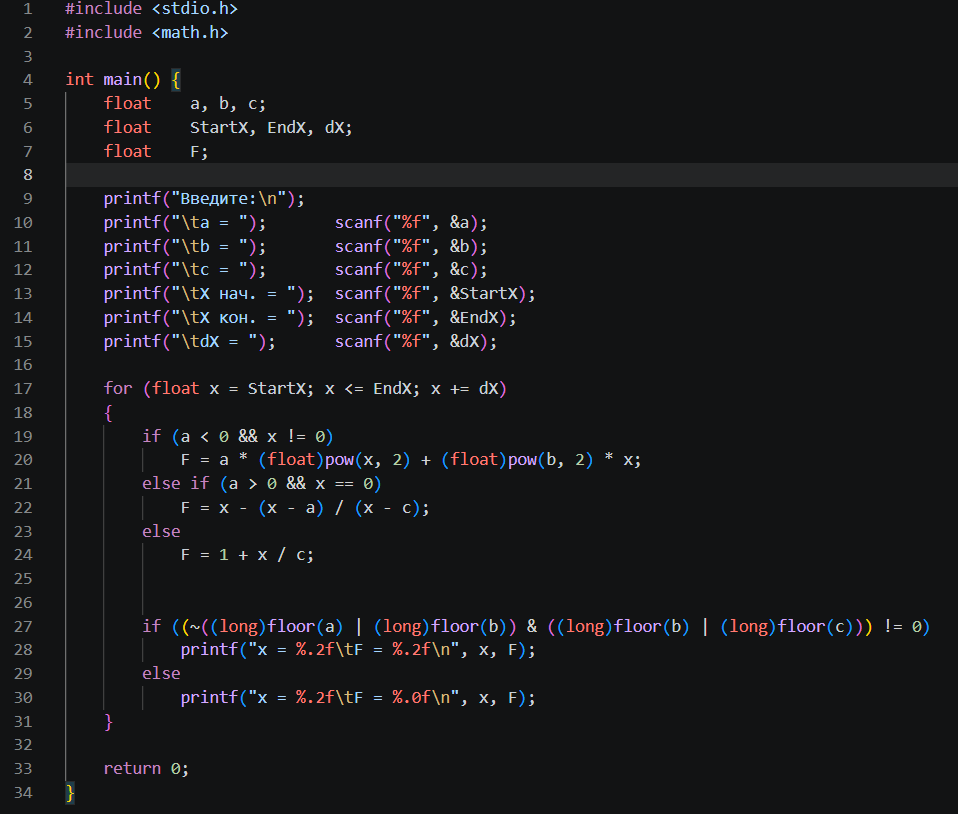 1 #include <stdio.h>
2 #include <math.h>
3
4 int main() {
5     float    a, b, c;
6     float    StartX, EndX, dX;
7     float    F;
8
9     printf("Введите:\n");
10     printf("\ta = ");       scanf("%f", &a);
11     printf("\tb = ");       scanf("%f", &b);
12     printf("\tc = ");       scanf("%f", &c);
13     printf("\tX нач. = ");  scanf("%f", &StartX);
14     printf("\tX кон. = ");  scanf("%f", &EndX);
15     printf("\tdX = ");      scanf("%f", &dX);
16
17     for (float x = StartX; x <= EndX; x += dX)
18     {
19         if (a < 0 && x != 0)
20             F = a * (float)pow(x, 2) + (float)pow(b, 2) * x;
21         else if (a > 0 && x == 0)
22             F = x - (x - a) / (x - c);
23         else
24             F = 1 + x / c;
25
26
27         if ((~((long)floor(a) | (long)floor(b)) & ((long)floor(b) | (long)floor(c))) != 0)
28             printf("x = %.2f\tF = %.2f\n", x, F);
29         else
30             printf("x = %.2f\tF = %.0f\n", x, F);
31     }
32
33     return 0;
34 }